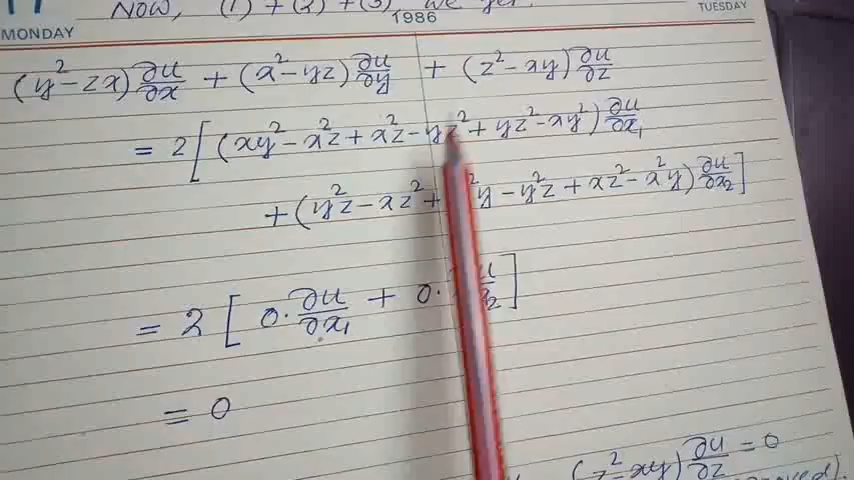 Now, (1) + (2) + (3), we get
MONDAY 1986 TUESDAY
(y² - zx) ∂u/∂x + (x² - yz) ∂u/∂y + (z² - xy) ∂u/∂z
= 2 [ (xy² - x²z + x²z - yz² + yz² - xy²) ∂u/∂x₁
+ (y²z - xz² + ²y - y²z + xz² - x²y) ∂u/∂x₂ ]
= 2 [ 0. ∂u/∂x₁ + 0. ]
= 0
(z² - xy) ∂u/∂z = 0